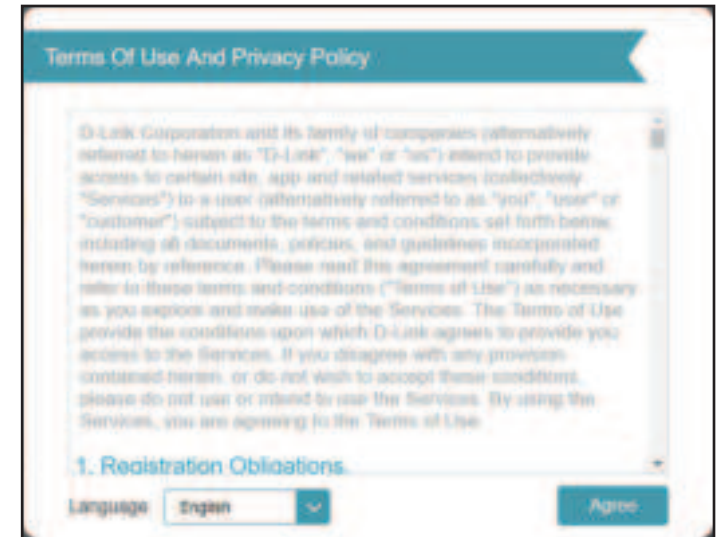 Terms Of Use And Privacy Policy
D-Link Corporation and its family of companies (alternatively
referred to herein as "D-Link", "we" or "us") intend to provide
access to certain site, app and related services (collectively
"Services") to a user (alternatively referred to as "you", "user" or
"customer") subject to the terms and conditions set forth below,
including all documents, policies, and guidelines incorporated
herein by reference. Please read this agreement carefully and
refer to these terms and conditions ("Terms of Use") as necessary
as you explore and make use of the Services. The Terms of Use
provide the conditions upon which D-Link agrees to provide you
access to the Services. If you disagree with any provision
contained herein, or do not wish to accept these conditions,
please do not use or intend to use the Services. By using the
Services, you are agreeing to the Terms of Use.
1. Registration Obligations.
Language English Agree